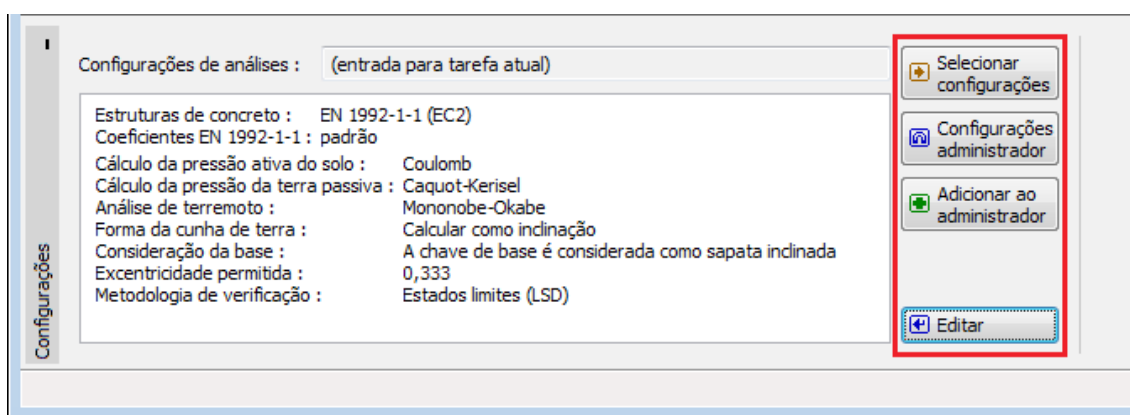 Configurações de análises : (entrada para tarefa atual)
Estruturas de concreto : EN 1992-1-1 (EC2)
Coeficientes EN 1992-1-1 : padrão
Cálculo da pressão ativa do solo : Coulomb
Cálculo da pressão da terra passiva : Caquot-Kerisel
Análise de terremoto : Mononobe-Okabe
Forma da cunha de terra : Calcular como inclinação
Consideração da base : A chave de base é considerada como sapata inclinada
Excentricidade permitida : 0,333
Metodologia de verificação : Estados limites (LSD)
Selecionar
configurações
Configurações
administrador
Adicionar ao
administrador
Editar
Configurações